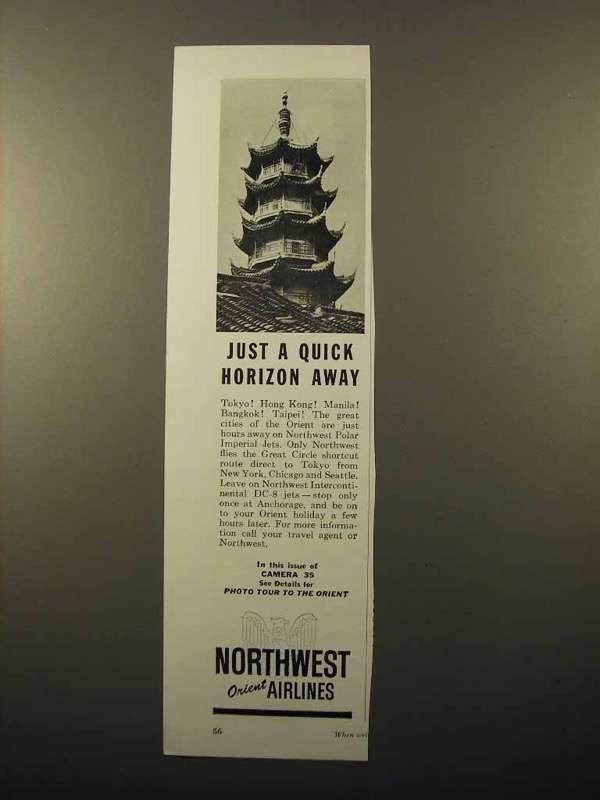 JUST A QUICK
HORIZON AWAY
Tokyo! Hong Kong! Manila!
Bangkok! Taipei! The great
cities of the Orient are just
hours away on Northwest Polar
Imperial Jets. Only Northwest
flies the Great Circle shortcut
route direct to Tokyo from
New York, Chicago and Seattle.
Leave on Northwest Interconti-
nental DC-8 jets — stop only
once at Anchorage, and be on
to your Orient holiday a few
hours later. For more informa-
tion call your travel agent or
Northwest.
In this issue of
CAMERA 35
See Details for
PHOTO TOUR TO THE ORIENT
NORTHWEST
Orient AIRLINES
56
When wri